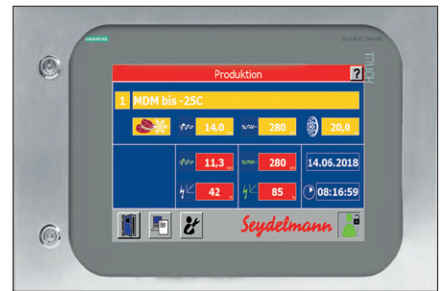 SIEMENS
SIMATIC PANEL
TOUCH
Produktion ?
1 MDM bis -25C
14,0 280 20,0
11,3 280 14.06.2018
42 % 85 % 08:16:59
Seydelmann